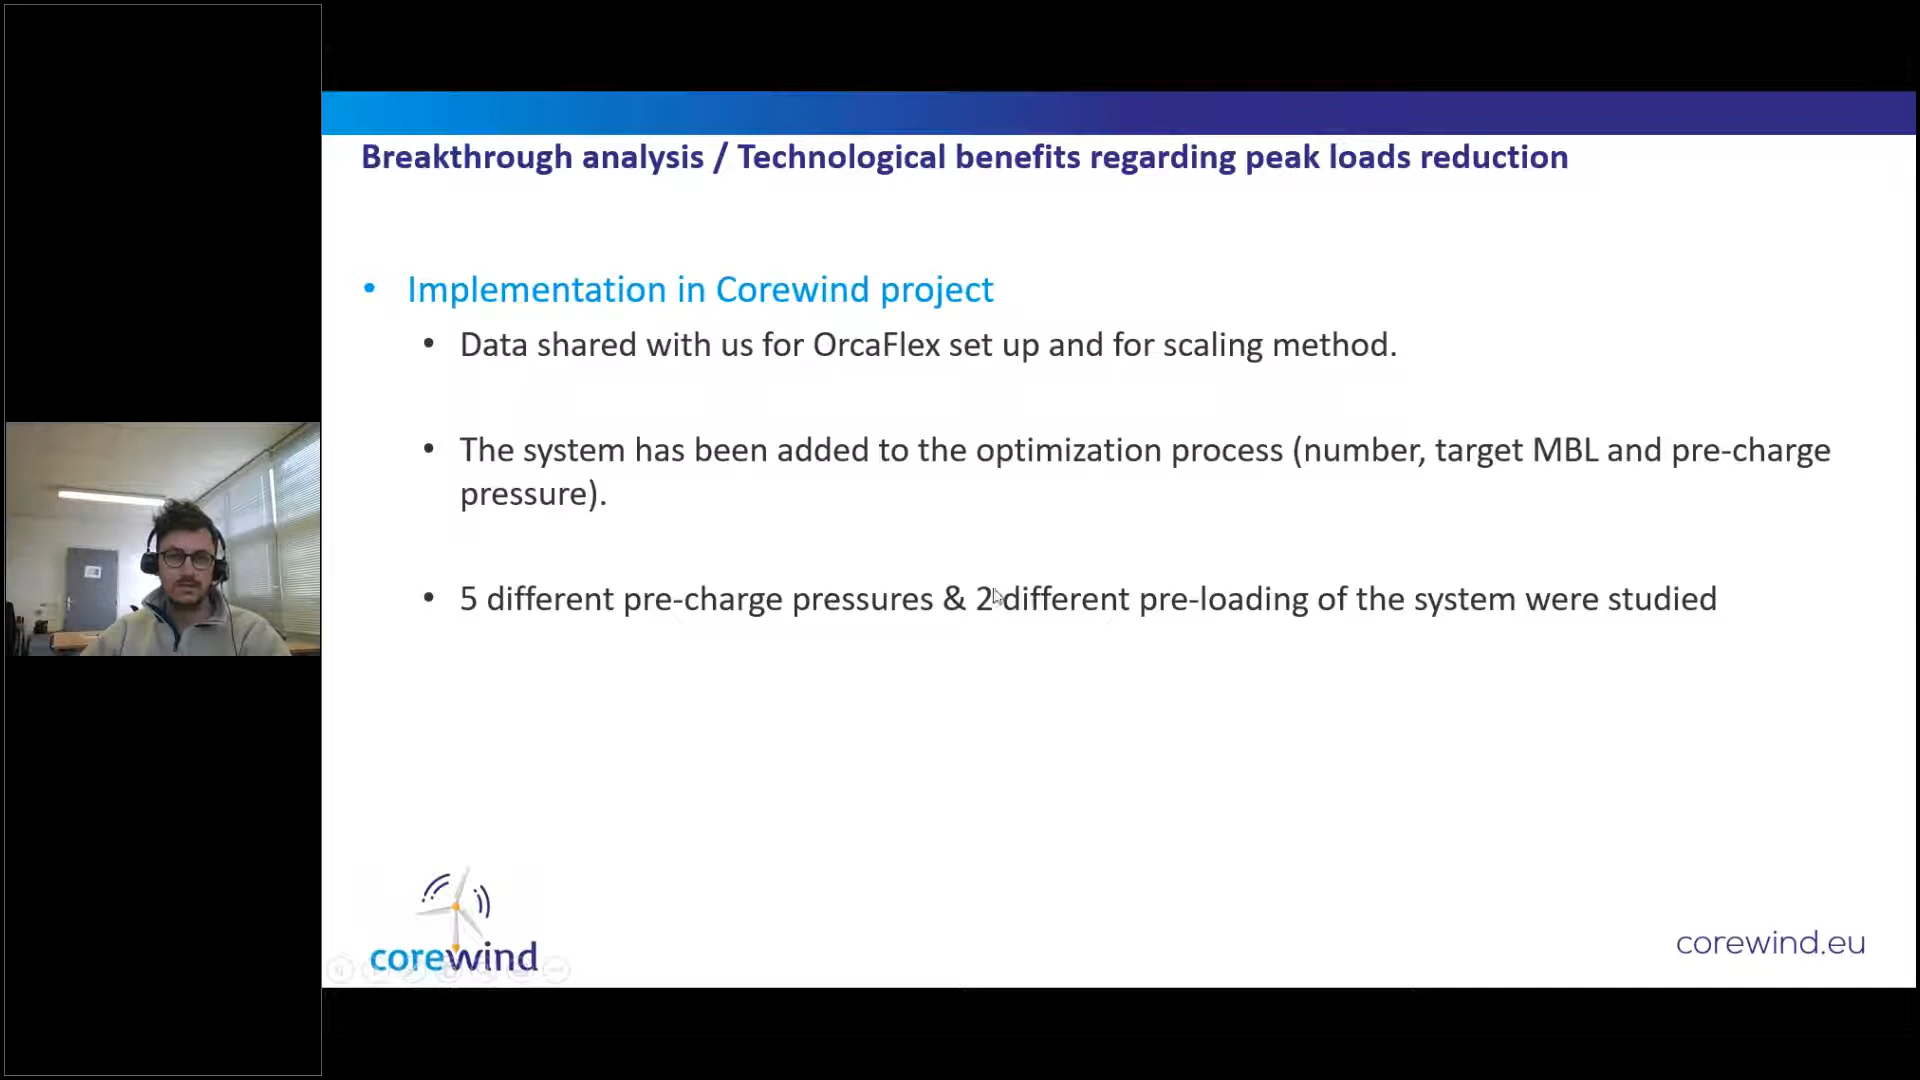 Breakthrough analysis / Technological benefits regarding peak loads reduction
• Implementation in Corewind project
• Data shared with us for OrcaFlex set up and for scaling method.
• The system has been added to the optimization process (number, target MBL and pre-charge
pressure).
• 5 different pre-charge pressures & 2 different pre-loading of the system were studied
corewind
corewind.eu